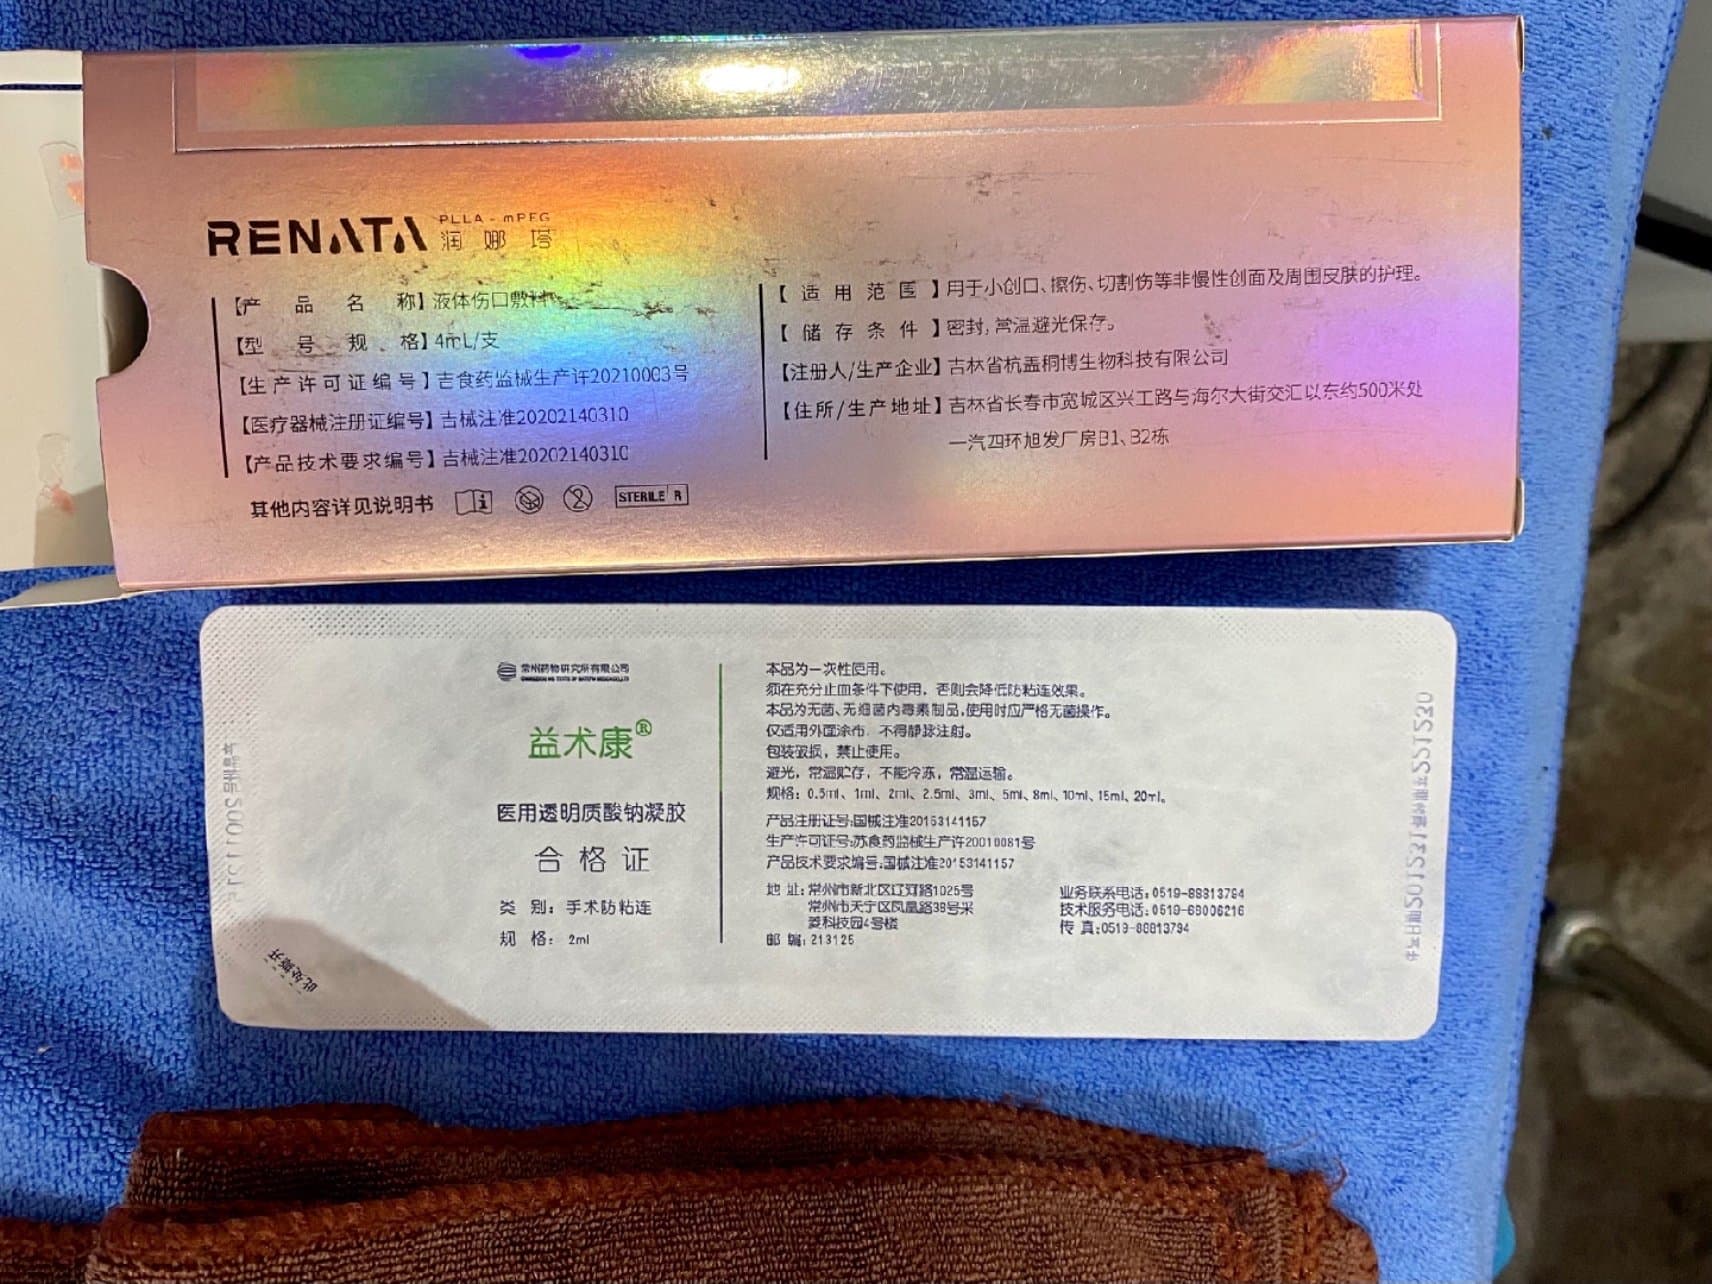 RENATA PLLA-mPEG
润娜塔
【产品名称】液体伤口敷料
【型号规格】4mL/支
【生产许可证编号】吉食药监械生产许20210003号
【医疗器械注册证编号】吉械注准20202140310
【产品技术要求编号】吉械注准20202140310
其他内容详见说明书
STERILE R
【适用范围】用于小创口、擦伤、切割伤等非慢性创面及周围皮肤的护理。
【储存条件】密封,常温避光保存。
【注册人/生产企业】吉林省杭盖桐博生物科技有限公司
【住所/生产地址】吉林省长春市宽城区兴工路与海尔大街交汇以东约500米处
一汽四环旭发厂房B1、B2栋
常州药物研究所有限公司
益术康®
医用透明质酸钠凝胶
合格证
类别：手术防粘连
规格：2ml
本品为一次性使用。
须在充分止血条件下使用，否则会降低防粘连效果。
本品为无菌、无细菌内毒素制品,使用时应严格无菌操作。
仅适用外面涂布，不得静脉注射。
包装破损，禁止使用。
避光，常温贮存，不能冷冻，常温运输。
规格：0.5ml、1ml、2ml、2.5ml、3ml、5ml、8ml、10ml、15ml、20ml。
产品注册证号:国械注准20153141157
生产许可证号:苏食药监械生产许20010081号
产品技术要求编号:国械注准20153141157
地址:常州市新北区辽河路1025号
常州市天宁区凤凰路38号采
菱科技园4号楼
邮编:213125
业务联系电话:0519-88813794
技术服务电话:0519-68006216
传真:0519-88813794
此处撕开